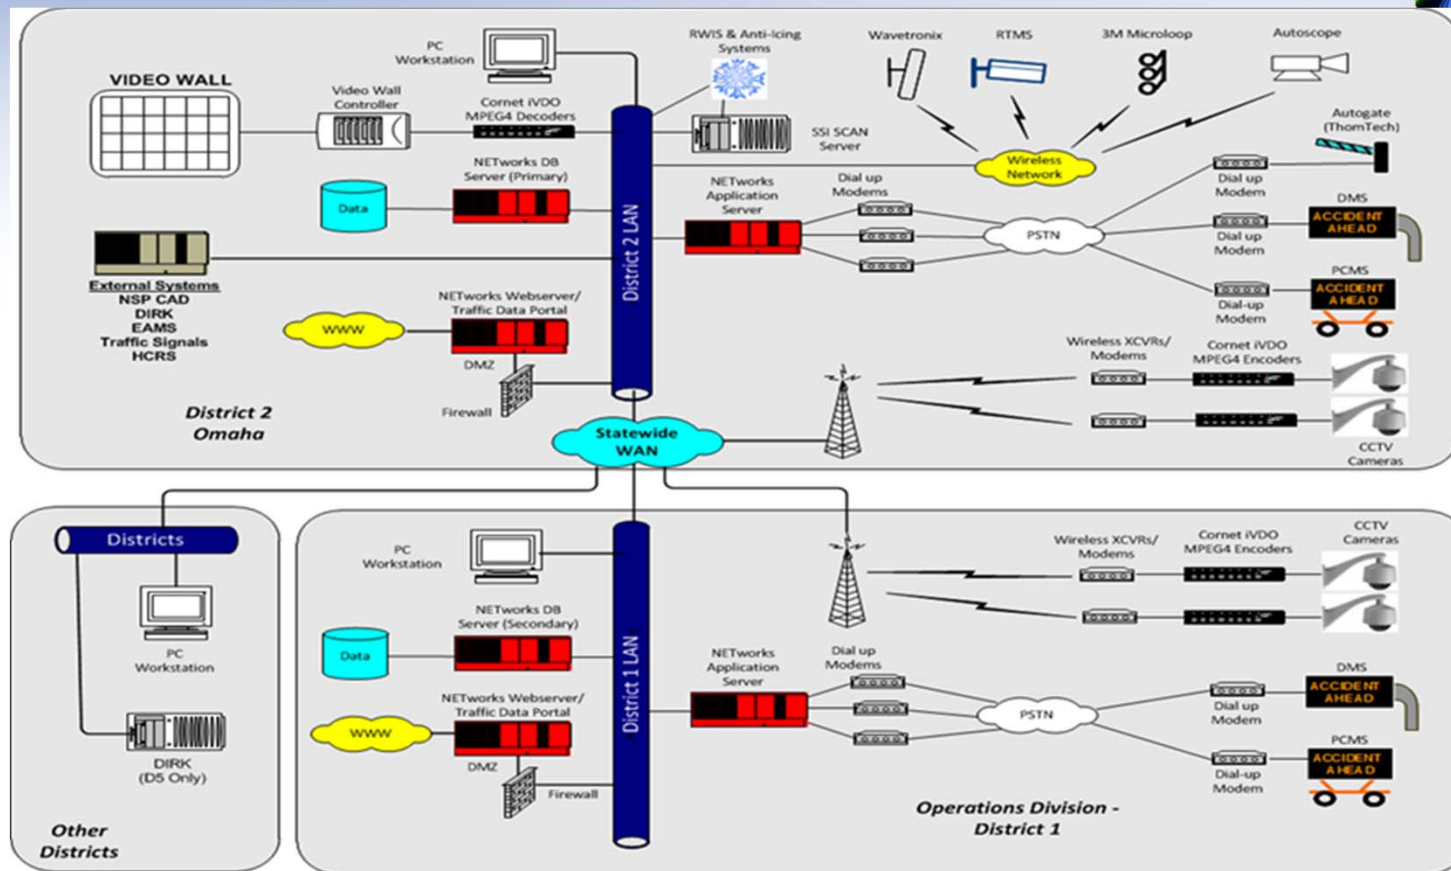 PC
Workstation
RWIS & Anti-Icing
Systems
Wavetronix
RTMS
3M Microloop
Autoscope
VIDEO WALL
Video Wall
Controller
Cornet iVDO
MPEG4 Decoders
SSI SCAN
Server
Wireless
Network
Autogate
(ThomTech)
NETworks DB
Server (Primary)
Data
NETworks
Application
Server
Dial up
Modems
PSTN
Dial up
Modem
DMS
ACCIDENT
AHEAD
Dial up
Modem
PCMS
ACCIDENT
AHEAD
Dial-up
Modem
District 2 LAN
External Systems
NSP CAD
DIRK
EAMS
Traffic Signals
HCRS
NETworks Webserver/
Traffic Data Portal
WWW
DMZ
Firewall
Wireless XCVRs/
Modems
Cornet iVDO
MPEG4 Encoders
CCTV
Cameras
District 2
Omaha
Statewide
WAN
Districts
PC
Workstation
DIRK
(D5 Only)
Other
Districts
PC
Workstation
NETworks DB
Server (Secondary)
Data
NETworks Webserver/
Traffic Data Portal
WWW
DMZ
Firewall
District 1 LAN
Wireless XCVRs/
Modems
Cornet iVDO
MPEG4 Encoders
CCTV
Cameras
NETworks
Application
Server
Dial up
Modems
PSTN
Dial up
Modem
DMS
ACCIDENT
AHEAD
PCMS
ACCIDENT
AHEAD
Dial-up
Modem
Operations Division -
District 1